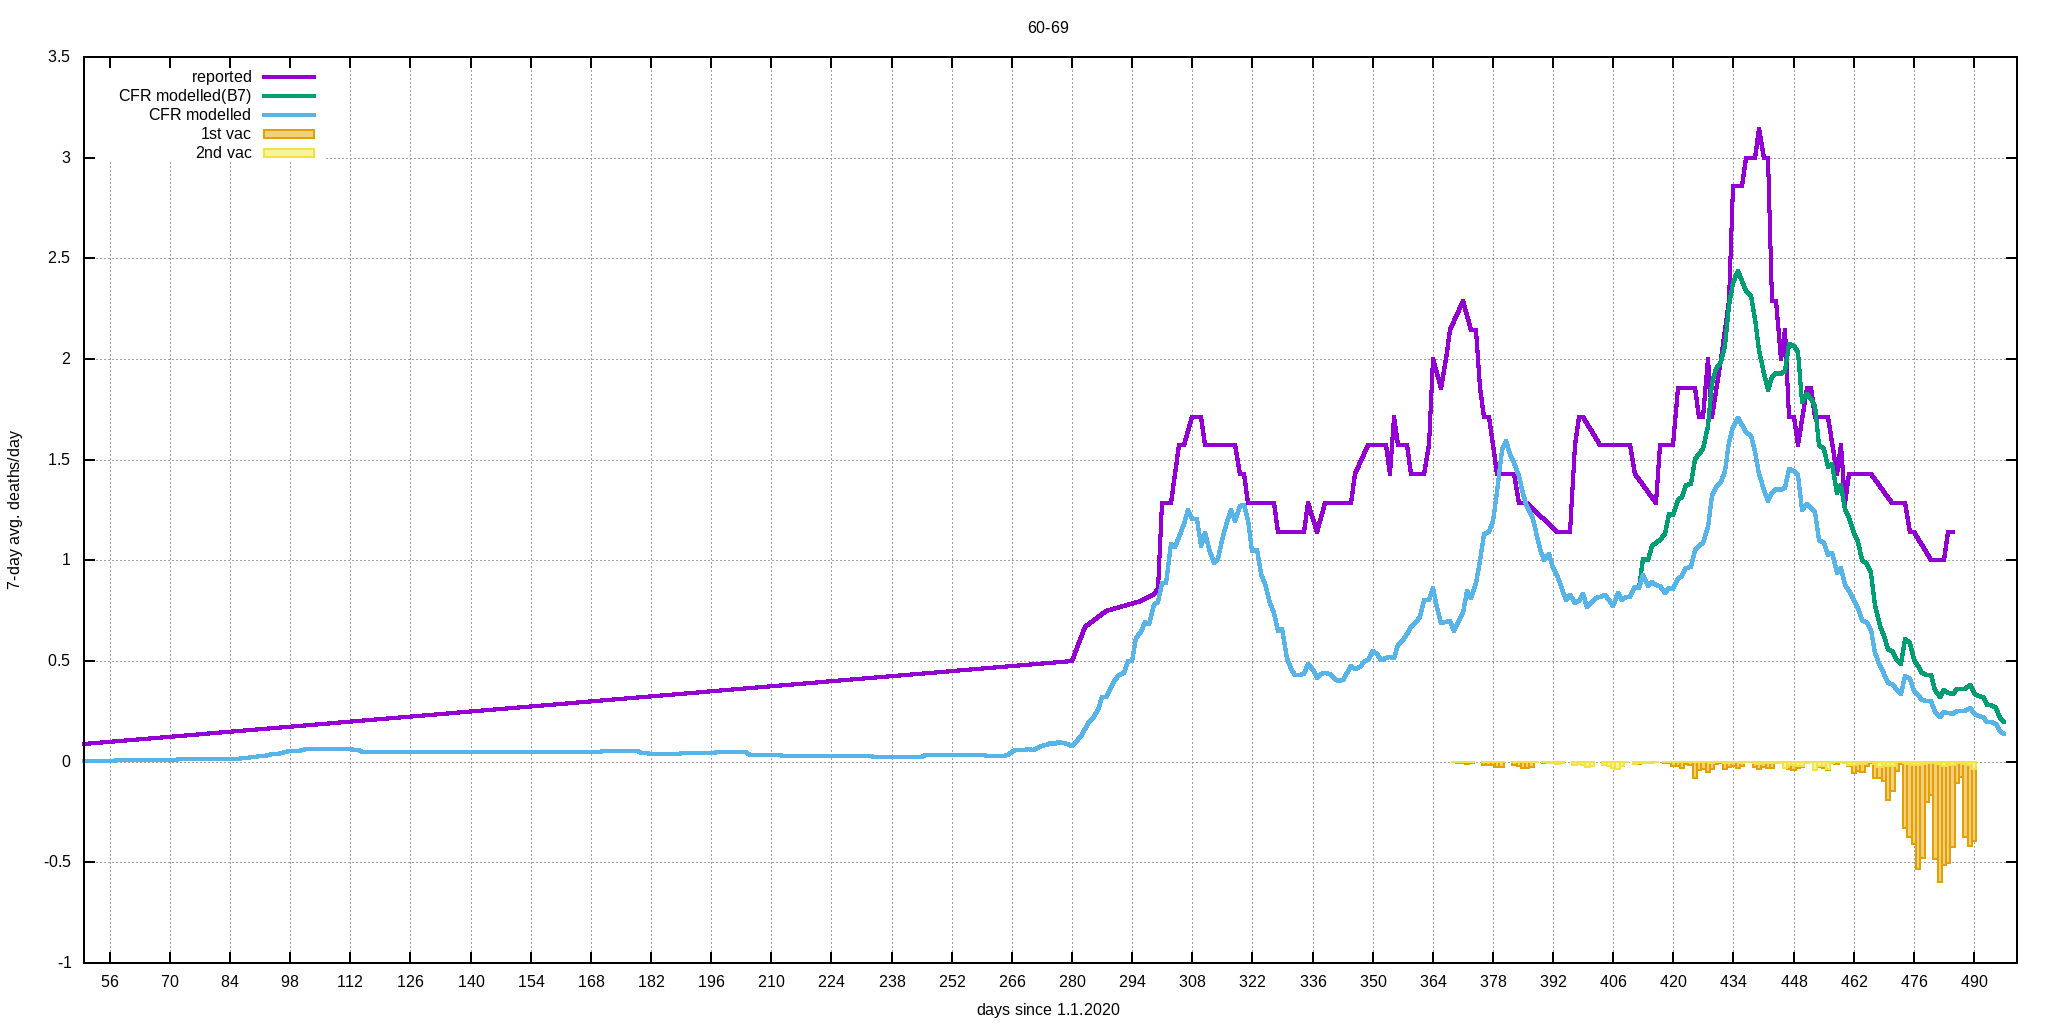 60-69
3.5
3
2.5
2
1.5
1
0.5
0
-0.5
-1
7-day avg. deaths/day
reported
CFR modelled(B7)
CFR modelled
1st vac
2nd vac
56 70 84 98 112 126 140 154 168 182 196 210 224 238 252 266 280 294 308 322 336 350 364 378 392 406 420 434 448 462 476 490
days since 1.1.2020